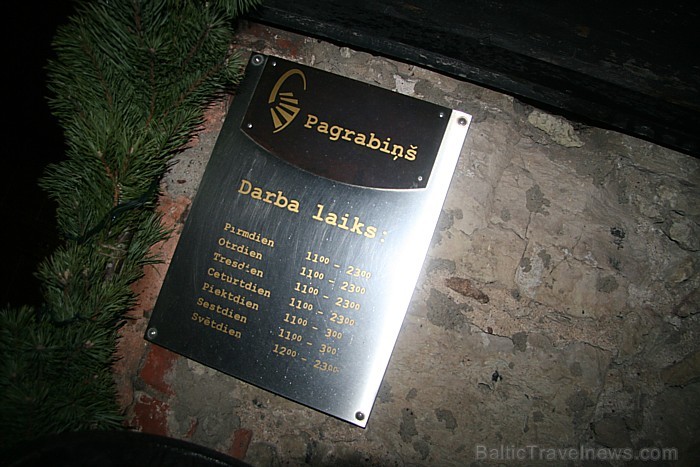 Pagrabiņš
Darba laiks:
Pirmdien 11⁰⁰ – 23⁰⁰
Otrdien 11⁰⁰ – 23⁰⁰
Tresdien 11⁰⁰ – 23⁰⁰
Ceturtdien 11⁰⁰ – 23⁰⁰
Piektdien 11⁰⁰ – 3⁰⁰
Sestdien 11⁰⁰ – 3⁰⁰
Svētdien 12⁰⁰ – 23⁰⁰
BalticTravelnews.com